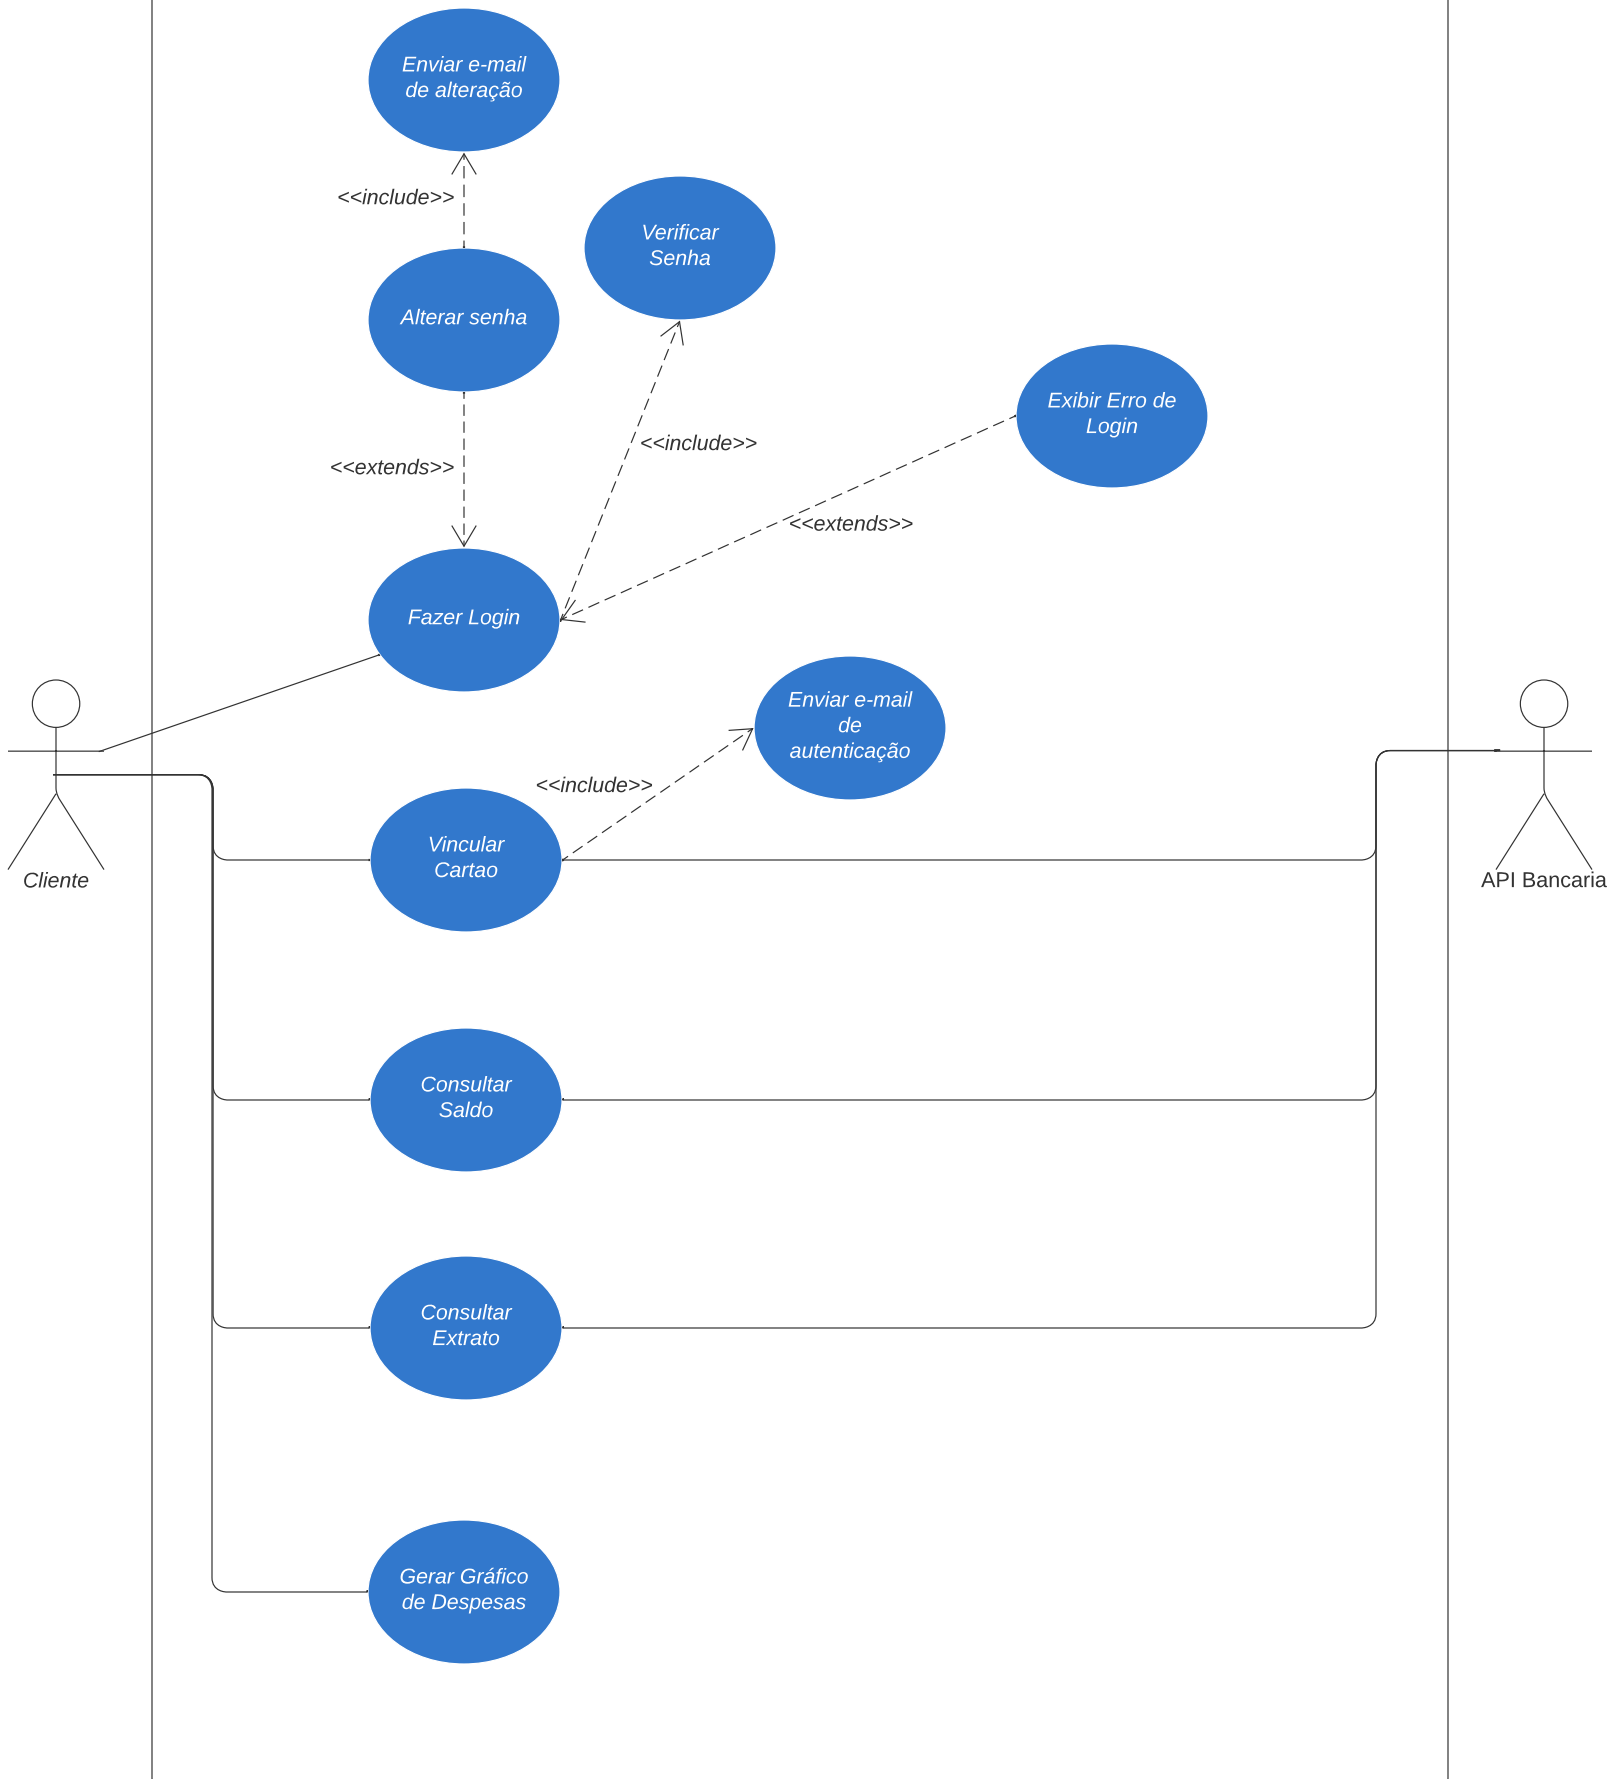 Enviar e-mail
de alteração
<<include>>
Verificar
Senha
Alterar senha
Exibir Erro de
Login
<<include>>
<<extends>>
<<extends>>
Fazer Login
Enviar e-mail
de
autenticação
<<include>>
Vincular
Cartao
Cliente
API Bancaria
Consultar
Saldo
Consultar
Extrato
Gerar Gráfico
de Despesas